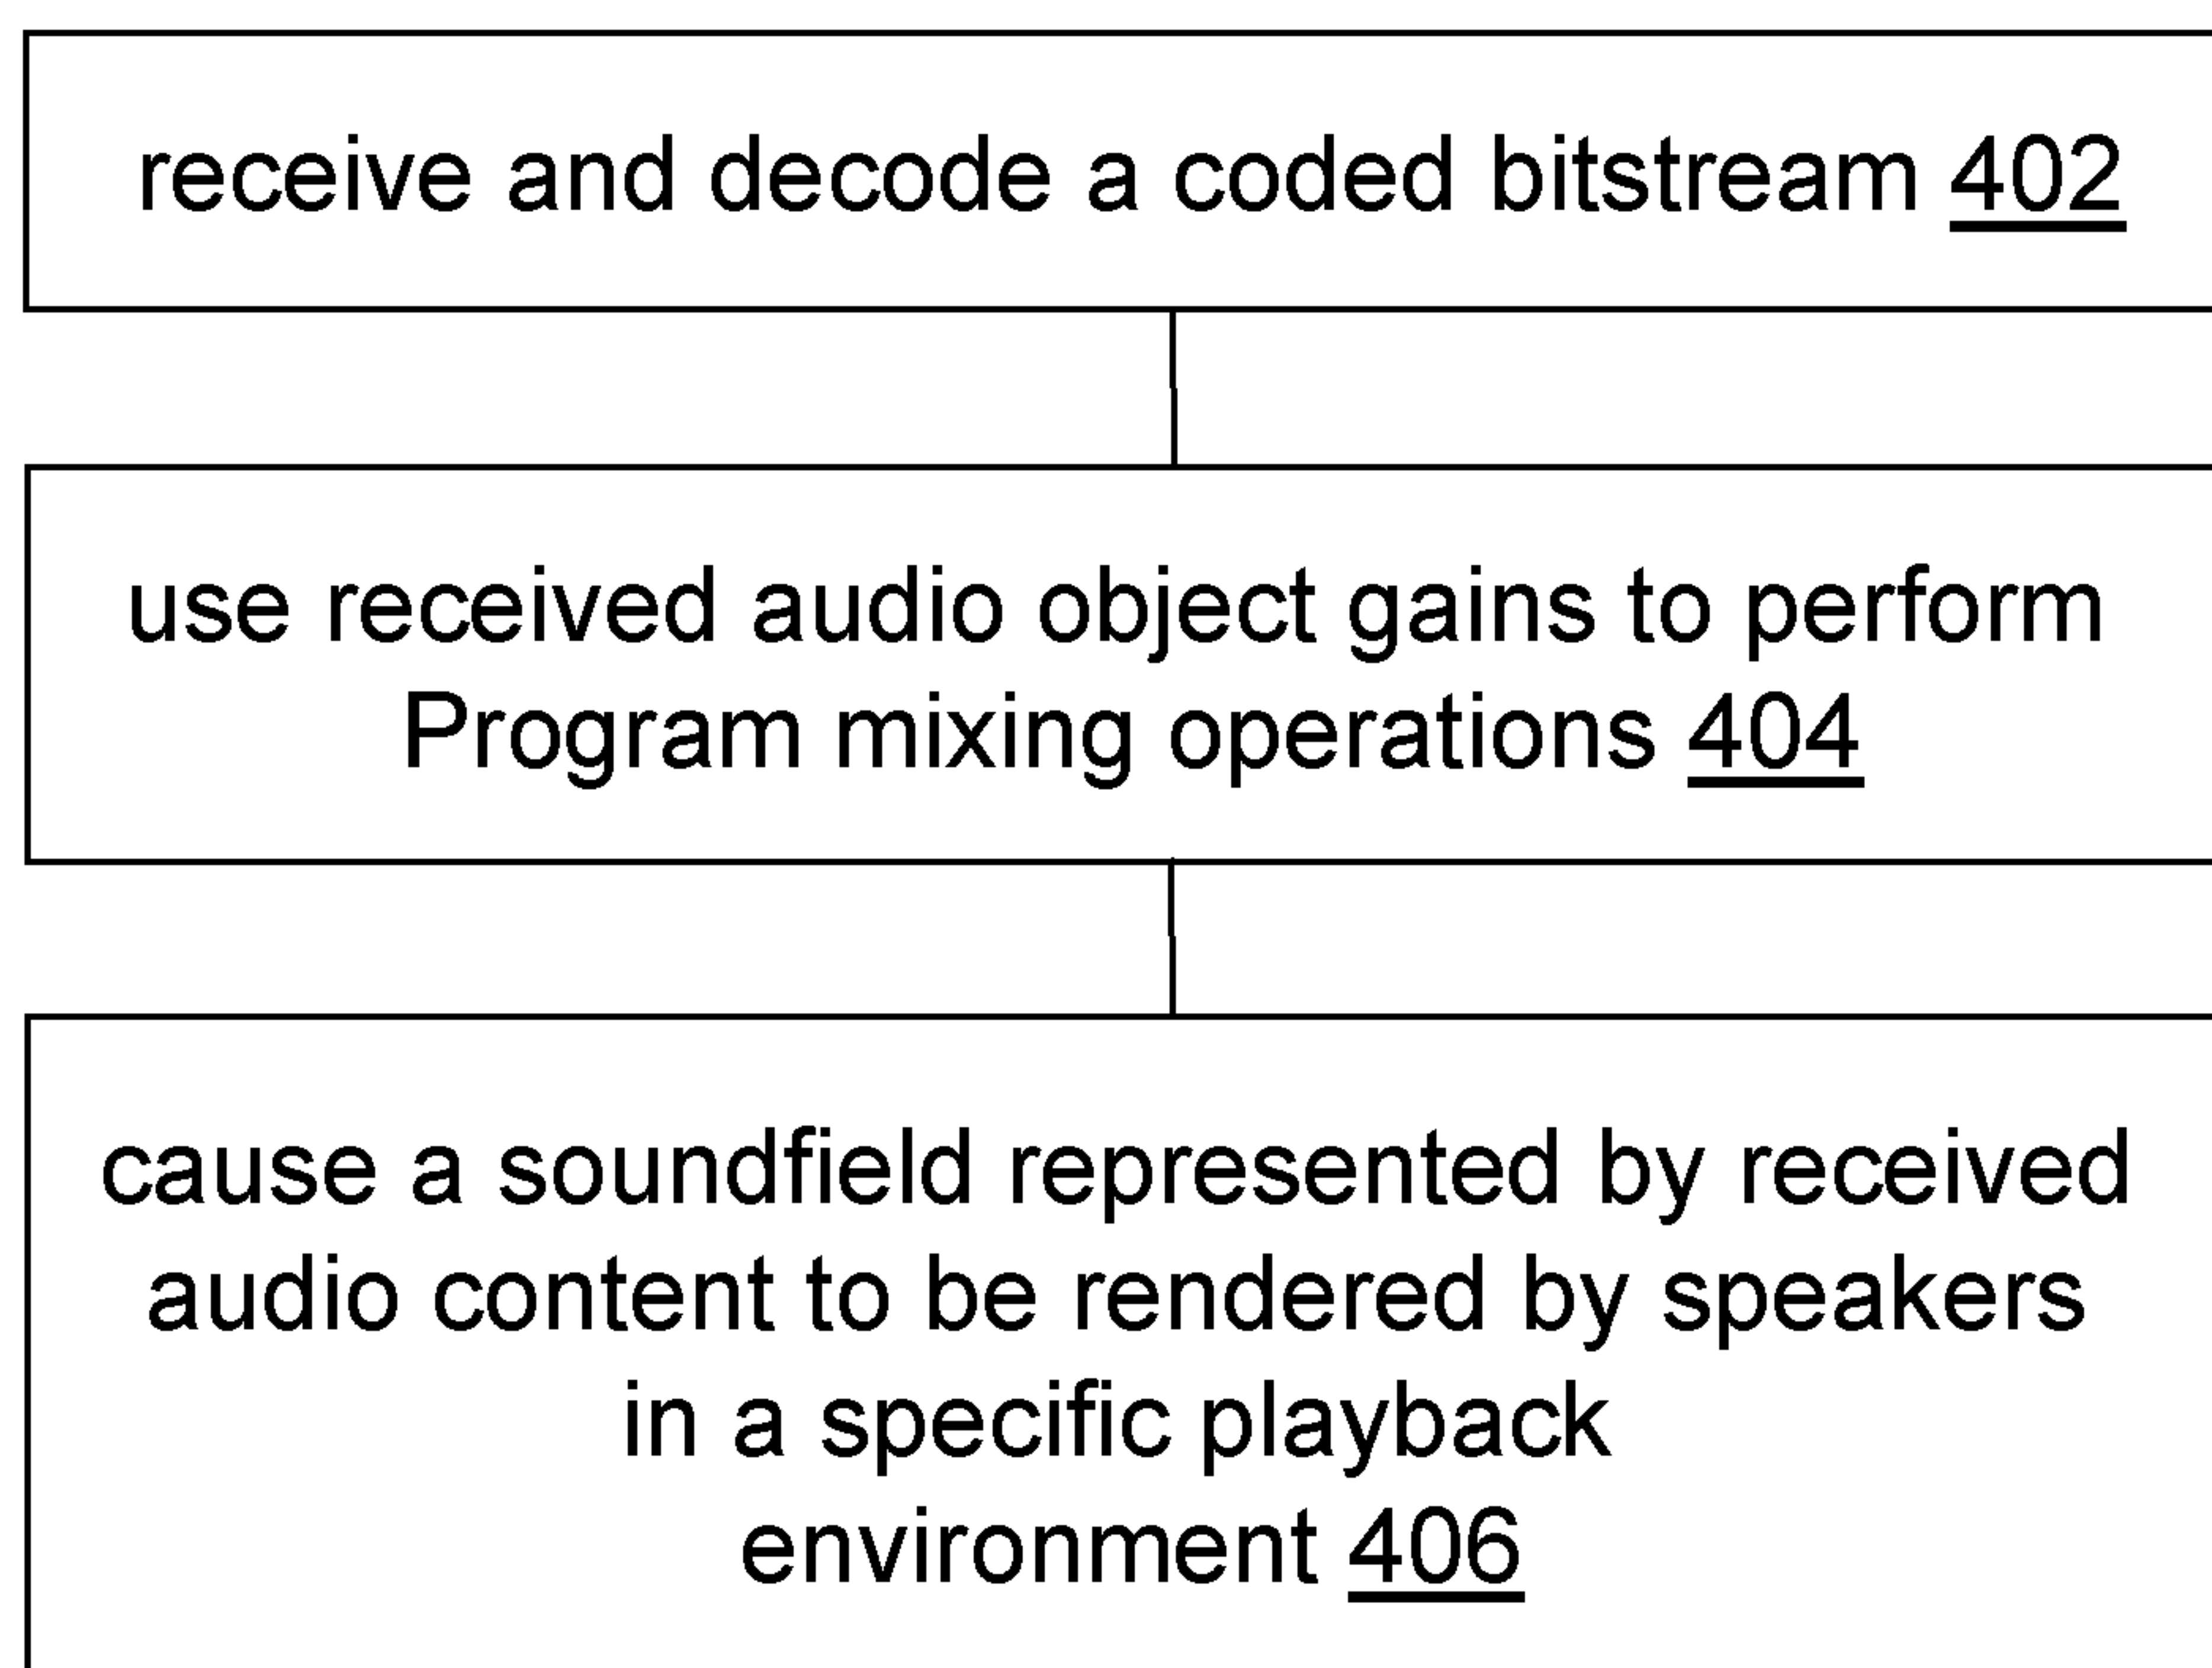 receive and decode a coded bitstream 402
use received audio object gains to perform
Program mixing operations 404
cause a soundfield represented by received
audio content to be rendered by speakers
in a specific playback
environment 406